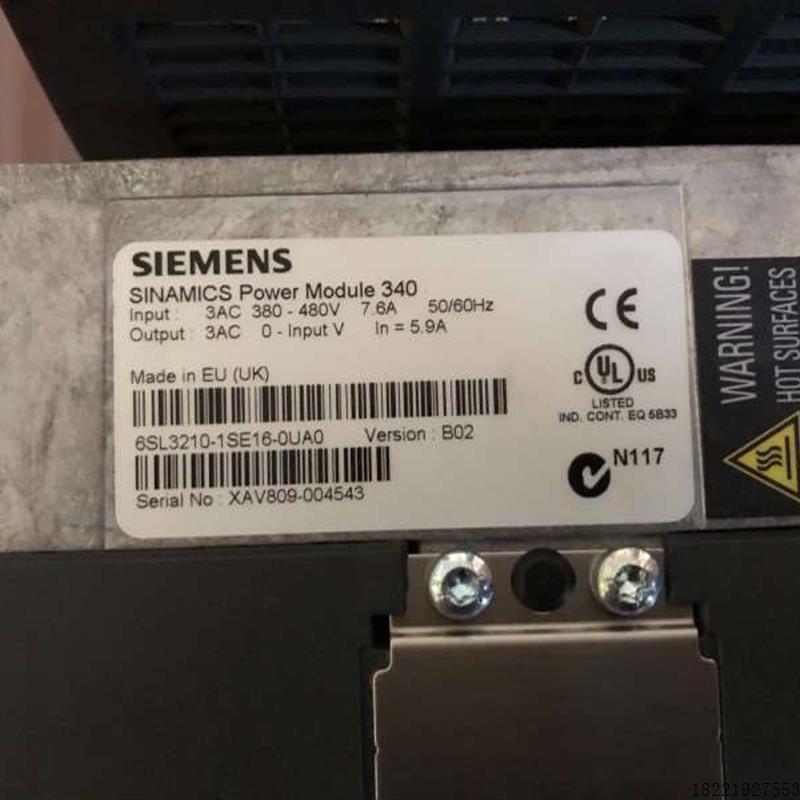 SIEMENS
SINAMICS Power Module 340
Input : 3AC 380 - 480V 7.6A 50/60Hz
Output : 3AC 0 - Input V In = 5.9A
Made in EU (UK)
6SL3210-1SE16-0UA0 Version : B02
Serial No : XAV809-004543
CE
C UL US
LISTED
IND. CONT. EQ 5B33
N117
WARNING!
HOT SURFACES
18221927553